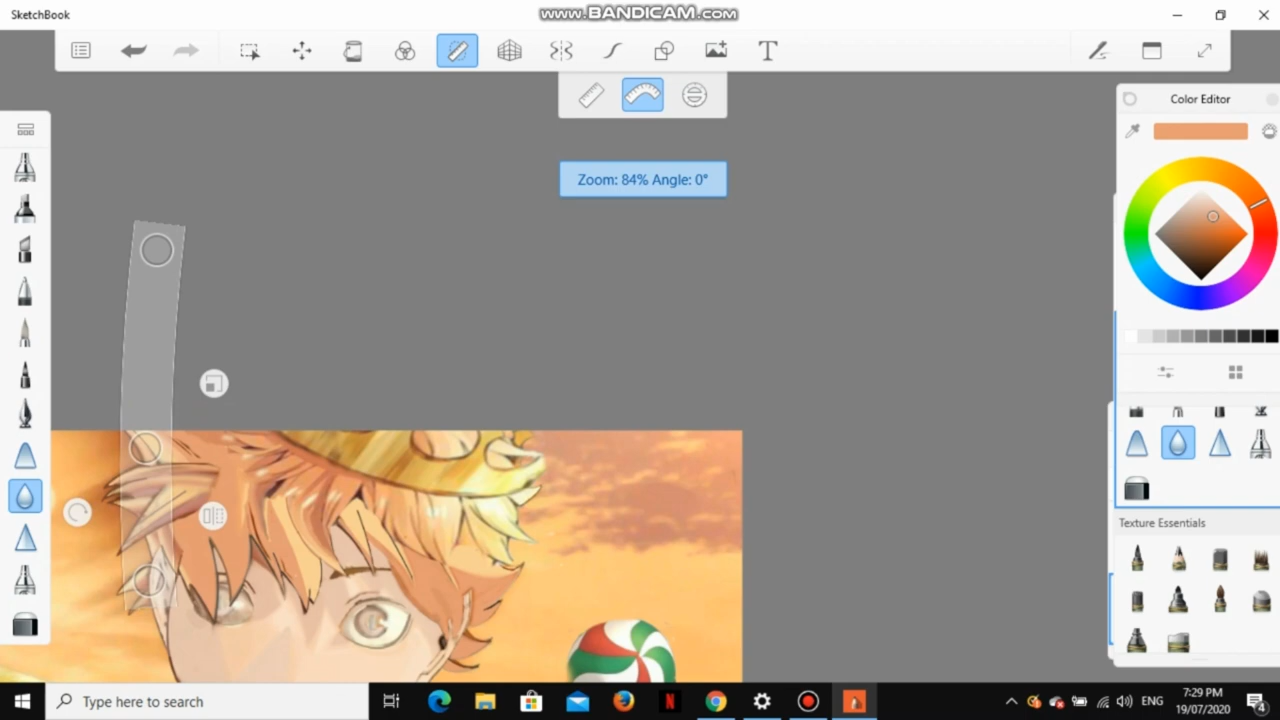 SketchBook
www.BANDICAM.com
T
Color Editor
Zoom: 84% Angle: 0°
Texture Essentials
Type here to search
N
ENG
7:29 PM
19/07/2020
4